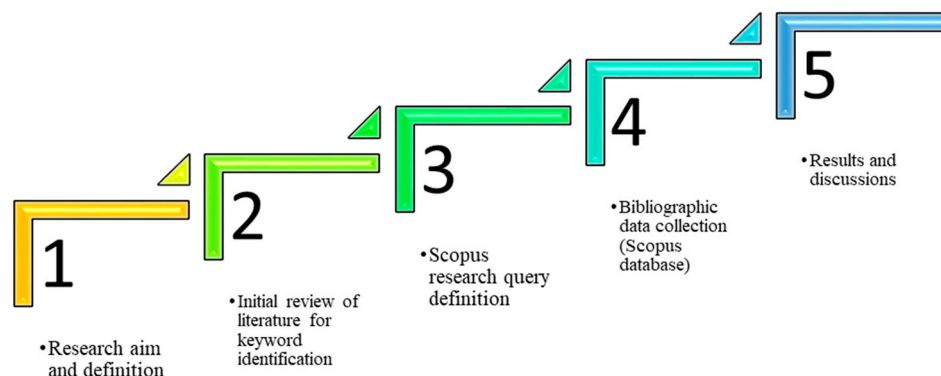 1
•Research aim
and definition
2
•Initial review of
literature for
keyword
identification
3
•Scopus
research query
definition
4
•Bibliographic
data collection
(Scopus
database)
5
•Results and
discussions